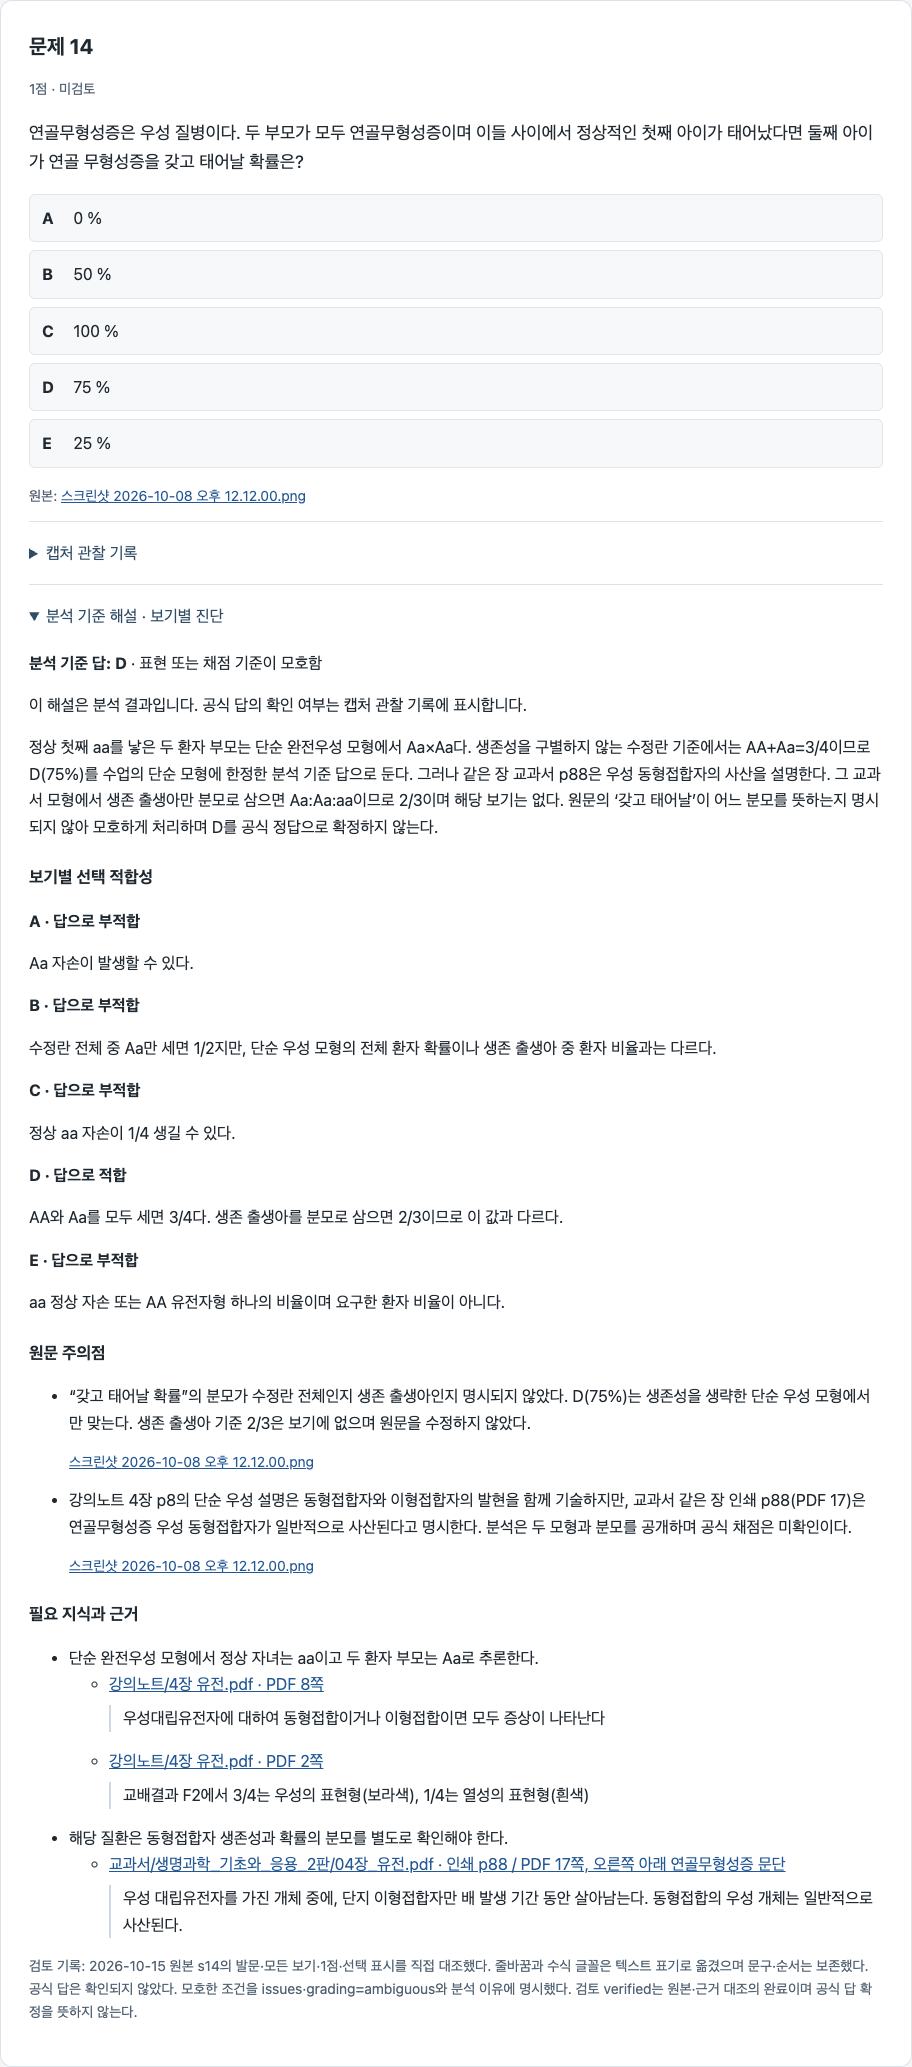 문제 14
1점 · 미검토
연골무형성증은 우성 질병이다. 두 부모가 모두 연골무형성증이며 이들 사이에서 정상적인 첫째 아이가 태어났다면 둘째 아이
가 연골 무형성증을 갖고 태어날 확률은?
A 0 %
B 50 %
C 100 %
D 75 %
E 25 %
원본: 스크린샷 2026-10-08 오후 12.12.00.png
▶ 캡처 관찰 기록
▼ 분석 기준 해설 · 보기별 진단
분석 기준 답: D · 표현 또는 채점 기준이 모호함
이 해설은 분석 결과입니다. 공식 답의 확인 여부는 캡처 관찰 기록에 표시합니다.
정상 첫째 aa를 낳은 두 환자 부모는 단순 완전우성 모형에서 Aa×Aa다. 생존성을 구별하지 않는 수정란 기준에서는 AA+Aa=3/4이므로
D(75%)를 수업의 단순 모형에 한정한 분석 기준 답으로 둔다. 그러나 같은 장 교과서 p88은 우성 동형접합자의 사산을 설명한다. 그 교과
서 모형에서 생존 출생아만 분모로 삼으면 Aa:Aa:aa이므로 2/3이며 해당 보기는 없다. 원문의 ‘갖고 태어날’이 어느 분모를 뜻하는지 명시
되지 않아 모호하게 처리하며 D를 공식 정답으로 확정하지 않는다.
보기별 선택 적합성
A · 답으로 부적합
Aa 자손이 발생할 수 있다.
B · 답으로 부적합
수정란 전체 중 Aa만 세면 1/2지만, 단순 우성 모형의 전체 환자 확률이나 생존 출생아 중 환자 비율과는 다르다.
C · 답으로 부적합
정상 aa 자손이 1/4 생길 수 있다.
D · 답으로 적합
AA와 Aa를 모두 세면 3/4다. 생존 출생아를 분모로 삼으면 2/3이므로 이 값과 다르다.
E · 답으로 부적합
aa 정상 자손 또는 AA 유전자형 하나의 비율이며 요구한 환자 비율이 아니다.
원문 주의점
• “갖고 태어날 확률”의 분모가 수정란 전체인지 생존 출생아인지 명시되지 않았다. D(75%)는 생존성을 생략한 단순 우성 모형에서
만 맞는다. 생존 출생아 기준 2/3은 보기에 없으며 원문을 수정하지 않았다.
스크린샷 2026-10-08 오후 12.12.00.png
• 강의노트 4장 p8의 단순 우성 설명은 동형접합자와 이형접합자의 발현을 함께 기술하지만, 교과서 같은 장 인쇄 p88(PDF 17)은
연골무형성증 우성 동형접합자가 일반적으로 사산된다고 명시한다. 분석은 두 모형과 분모를 공개하며 공식 채점은 미확인이다.
스크린샷 2026-10-08 오후 12.12.00.png
필요 지식과 근거
• 단순 완전우성 모형에서 정상 자녀는 aa이고 두 환자 부모는 Aa로 추론한다.
◦ 강의노트/4장 유전.pdf · PDF 8쪽
우성대립유전자에 대하여 동형접합이거나 이형접합이면 모두 증상이 나타난다
◦ 강의노트/4장 유전.pdf · PDF 2쪽
교배결과 F2에서 3/4는 우성의 표현형(보라색), 1/4는 열성의 표현형(흰색)
• 해당 질환은 동형접합자 생존성과 확률의 분모를 별도로 확인해야 한다.
◦ 교과서/생명과학_기초와_응용_2판/04장_유전.pdf · 인쇄 p88 / PDF 17쪽, 오른쪽 아래 연골무형성증 문단
우성 대립유전자를 가진 개체 중에, 단지 이형접합자만 배 발생 기간 동안 살아남는다. 동형접합의 우성 개체는 일반적으로
사산된다.
검토 기록: 2026-10-15 원본 s14의 발문·모든 보기·1점·선택 표시를 직접 대조했다. 줄바꿈과 수식 글꼴은 텍스트 표기로 옮겼으며 문구·순서는 보존했다.
공식 답은 확인되지 않았다. 모호한 조건을 issues·grading=ambiguous와 분석 이유에 명시했다. 검토 verified는 원본·근거 대조의 완료이며 공식 답 확
정을 뜻하지 않는다.